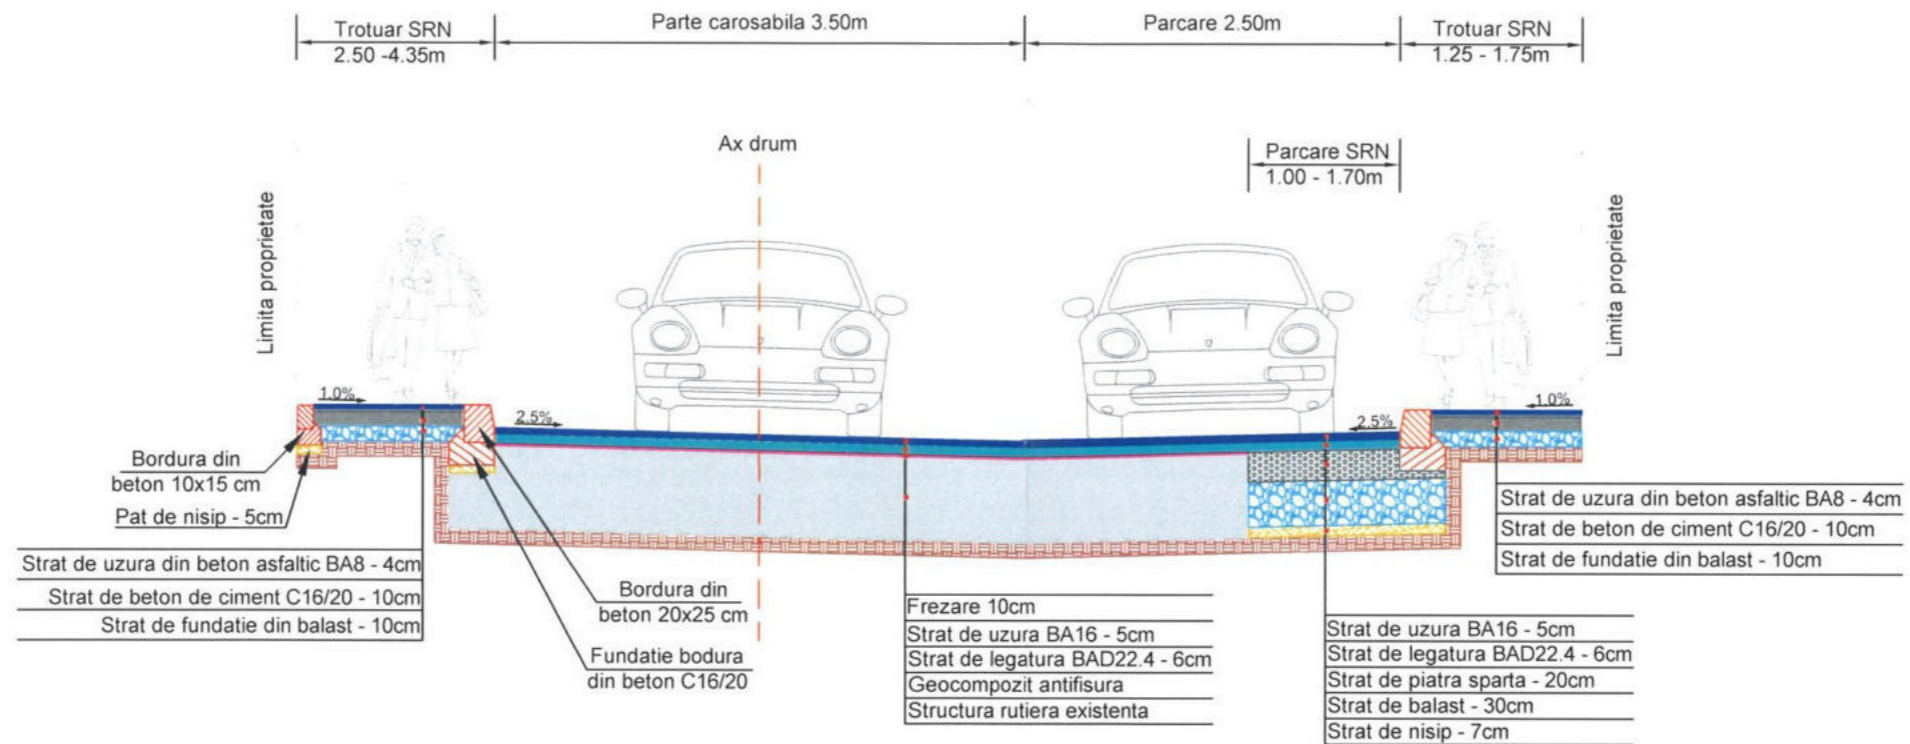 Trotuar SRN
2.50 -4.35m
Parte carosabila 3.50m
Parcare 2.50m
Trotuar SRN
1.25 - 1.75m
Ax drum
Parcare SRN
1.00 - 1.70m
Limita proprietate
Limita proprietate
1.0%
2.5%
2.5%
1.0%
Bordura din
beton 10x15 cm
Pat de nisip - 5cm
Strat de uzura din beton asfaltic BA8 - 4cm
Strat de beton de ciment C16/20 - 10cm
Strat de fundatie din balast - 10cm
Bordura din
beton 20x25 cm
Fundatie bodura
din beton C16/20
Frezare 10cm
Strat de uzura BA16 - 5cm
Strat de legatura BAD22.4 - 6cm
Geocompozit antifisura
Structura rutiera existenta
Strat de uzura BA16 - 5cm
Strat de legatura BAD22.4 - 6cm
Strat de piatra sparta - 20cm
Strat de balast - 30cm
Strat de nisip - 7cm
Strat de uzura din beton asfaltic BA8 - 4cm
Strat de beton de ciment C16/20 - 10cm
Strat de fundatie din balast - 10cm